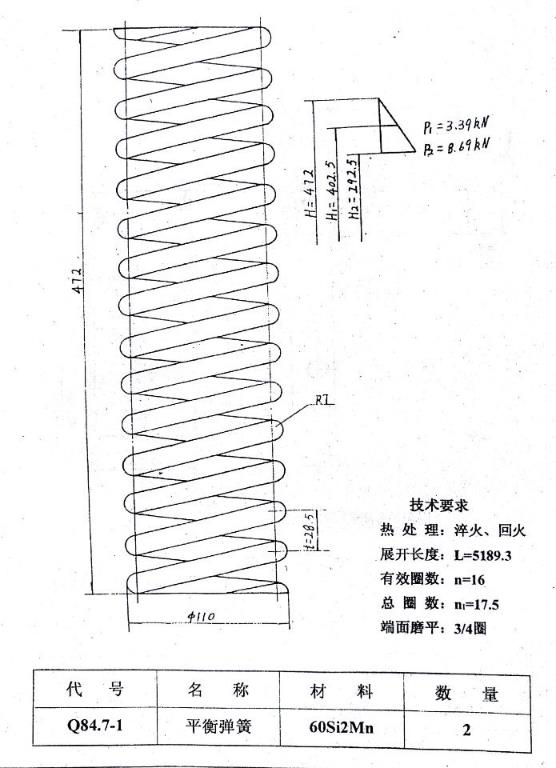 P₁=3.39kN
P₂=8.69kN
H=472
H₁=402.5
H₂=292.5
472
R7
t=28.5
φ110
技术要求
热 处 理：淬火、回火
展开长度：L=5189.3
有效圈数：n=16
总 圈 数：n₁=17.5
端面磨平：3/4圈
代 号 名 称 材 料 数 量
Q84.7-1 平衡弹簧 60Si2Mn 2